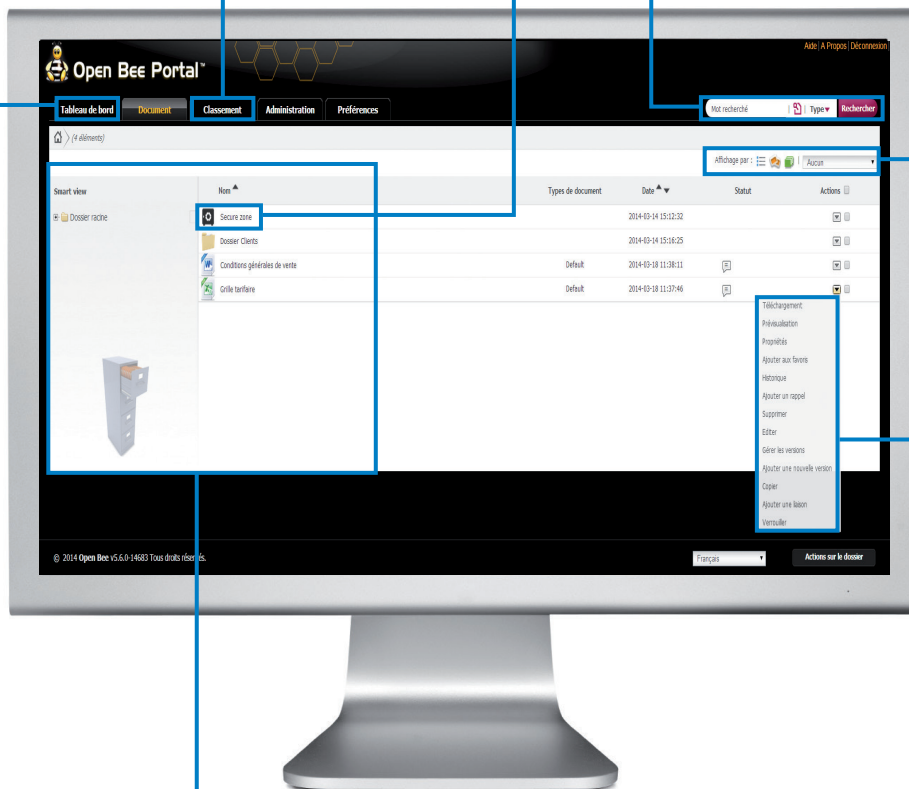 Aide | A Propos | Déconnexion
Open Bee Portal™
Tableau de bord Document Classement Administration Préférences
Mot recherché Type Rechercher
(4 éléments)
Affichage par : Aucun
Smart view Nom Types de document Date Statut Actions
Dossier racine
Secure zone 2014-03-14 15:12:32
Dossier Clients 2014-03-14 15:16:25
Conditions générales de vente Default 2014-03-18 11:38:11
Grille tarifaire Default 2014-03-18 11:37:46
Téléchargement
Prévisualisation
Propriétés
Ajouter aux favoris
Historique
Ajouter un rappel
Supprimer
Editer
Gérer les versions
Ajouter une nouvelle version
Copier
Ajouter une liaison
Verrouiller
© 2014 Open Bee v5.6.0-14683 Tous droits réservés.
Français
Actions sur le dossier